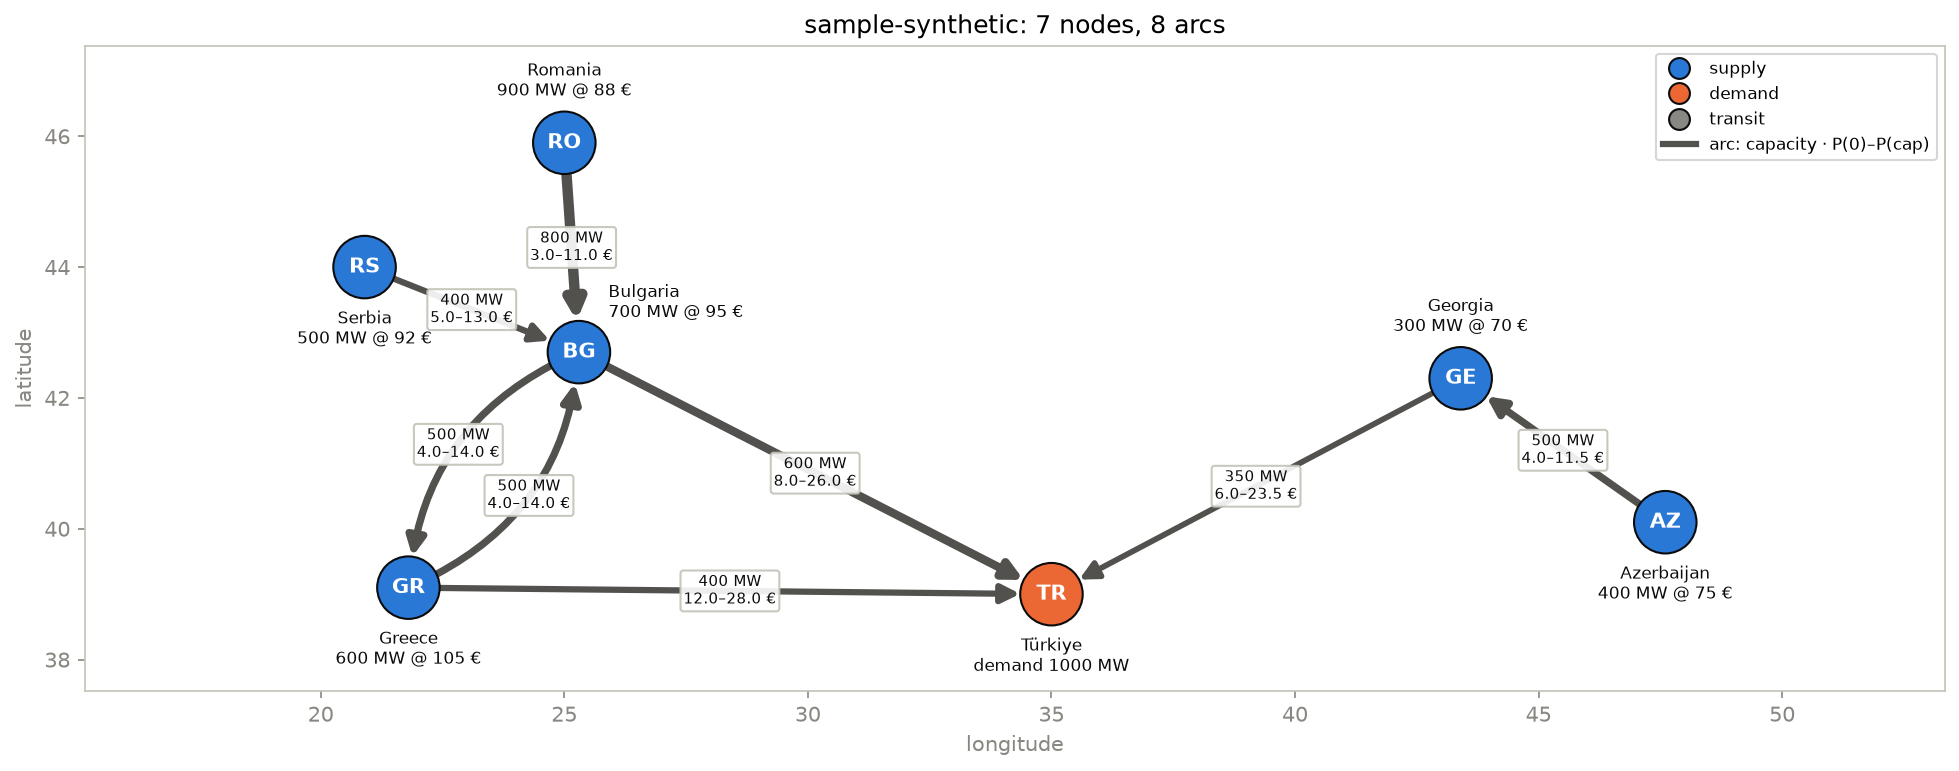 sample-synthetic: 7 nodes, 8 arcs
supply
demand
transit
arc: capacity · P(0)–P(cap)
Romania
900 MW @ 88 €
RO
800 MW
3.0–11.0 €
RS
Serbia
500 MW @ 92 €
400 MW
5.0–13.0 €
Bulgaria
700 MW @ 95 €
BG
Georgia
300 MW @ 70 €
GE
500 MW
4.0–14.0 €
500 MW
4.0–14.0 €
600 MW
8.0–26.0 €
350 MW
6.0–23.5 €
500 MW
4.0–11.5 €
AZ
Azerbaijan
400 MW @ 75 €
GR
Greece
600 MW @ 105 €
400 MW
12.0–28.0 €
TR
Türkiye
demand 1000 MW
46
44
42
40
38
latitude
20
25
30
35
40
45
50
longitude